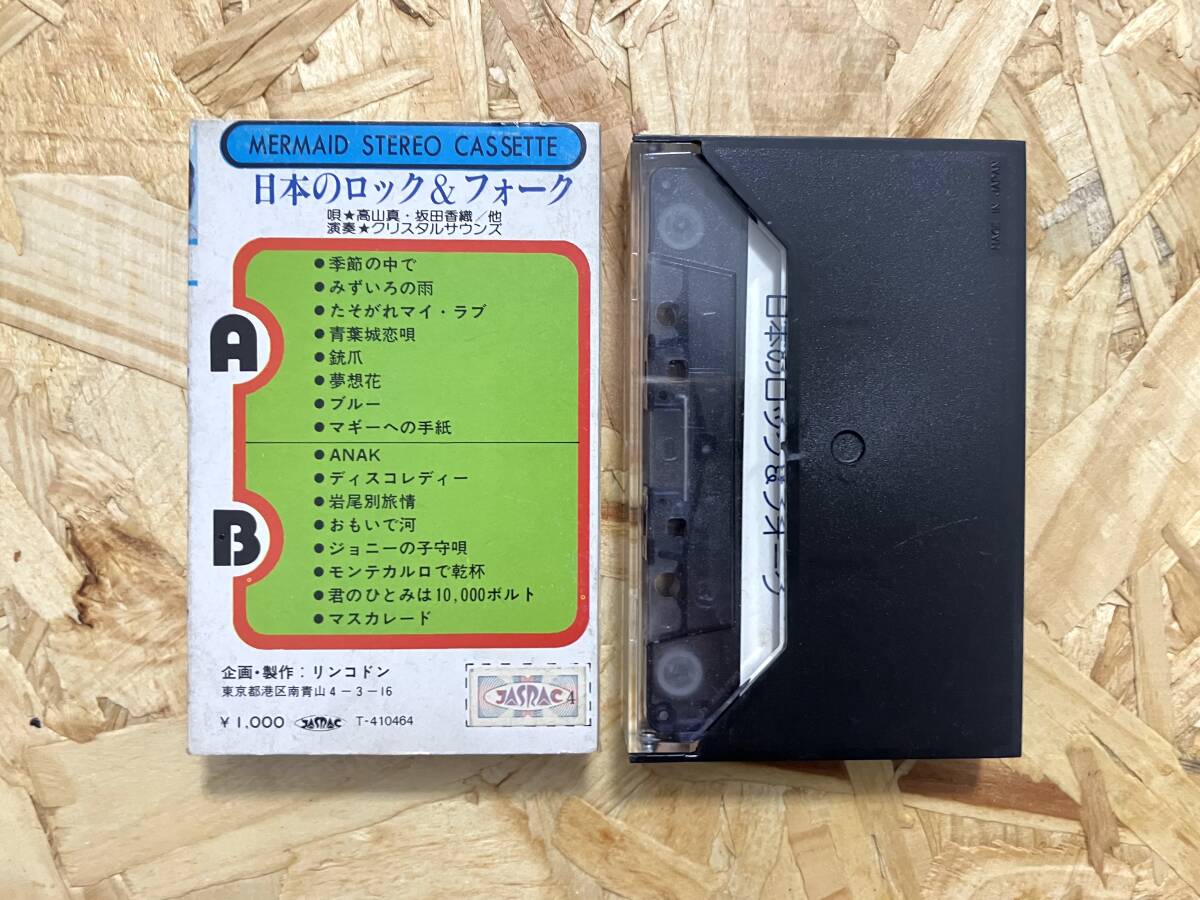 MERMAID STEREO CASSETTE
日本のロック&フォーク
唄★高山真・坂田香織/他
演奏★クリスタルサウンズ
A
●季節の中で
●みずいろの雨
●たそがれマイ・ラブ
●青葉城恋唄
●銃爪
●夢想花
●ブルー
●マギーへの手紙
B
●ANAK
●ディスコレディー
●岩尾別旅情
●おもいで河
●ジョニーの子守唄
●モンテカルロで乾杯
●君のひとみは10,000ボルト
●マスカレード
企画・製作:リンコドン
東京都港区南青山4-3-16
¥1,000 JASRAC T-410464
JASRAC 4
日本のロック&フォーク
MADE IN JAPAN